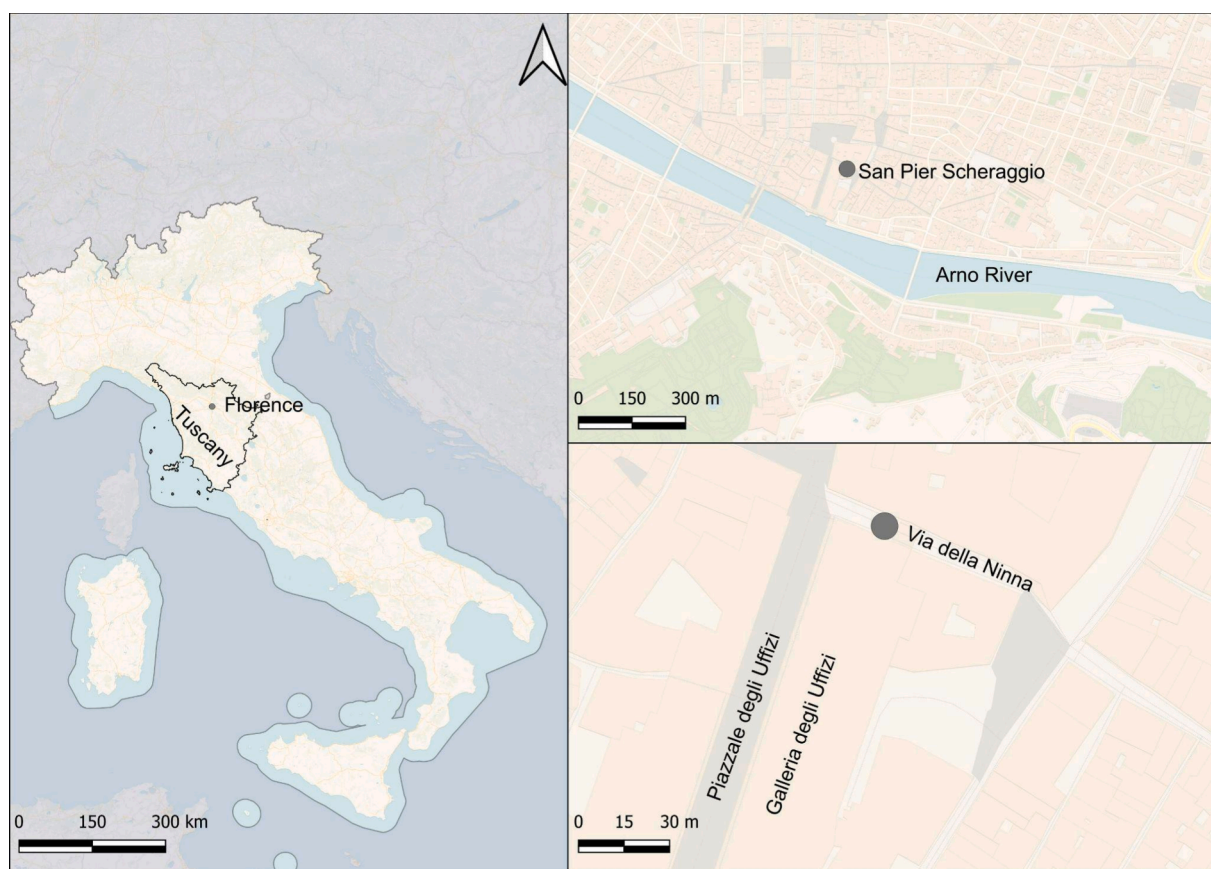 Florence
Tuscany
0 150 300 km
San Pier Scheraggio
Arno River
0 150 300 m
Via della Ninna
Piazzale degli Uffizi
Galleria degli Uffizi
0 15 30 m